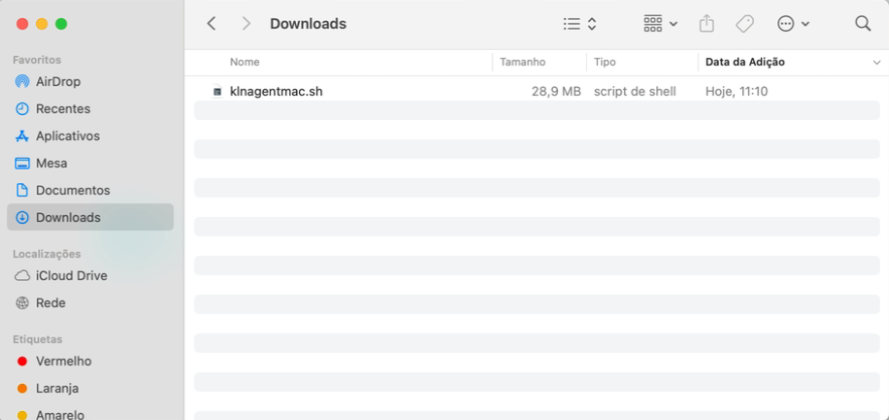 Downloads
Favoritos
AirDrop
Recentes
Aplicativos
Mesa
Documentos
Downloads
Localizações
iCloud Drive
Rede
Etiquetas
Vermelho
Laranja
Amarelo
Nome Tamanho Tipo Data da Adição
klnagentmac.sh 28,9 MB script de shell Hoje, 11:10